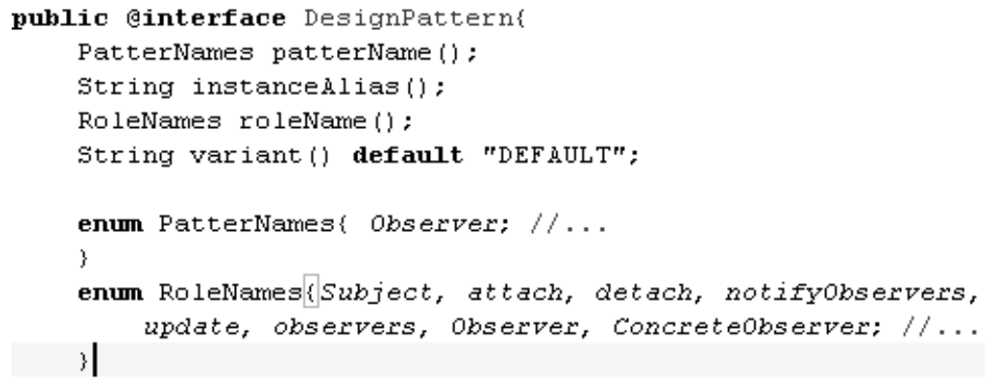 public @interface DesignPattern{
    PatterNames patterName();
    String instanceAlias();
    RoleNames roleName();
    String variant() default "DEFAULT";

    enum PatterNames{ Observer; //...
    }
    enum RoleNames{Subject, attach, detach, notifyObservers,
        update, observers, Observer, ConcreteObserver; //...
    }